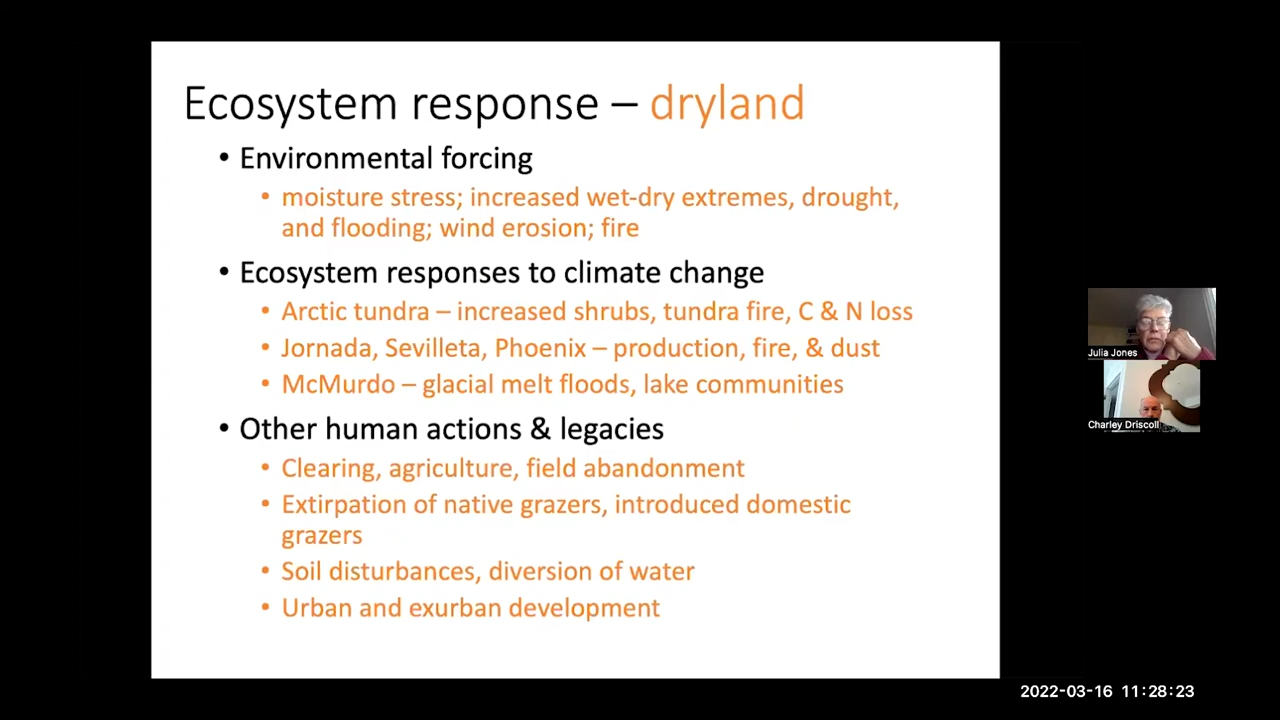 Ecosystem response – dryland
• Environmental forcing
• moisture stress; increased wet-dry extremes, drought,
and flooding; wind erosion; fire
• Ecosystem responses to climate change
• Arctic tundra – increased shrubs, tundra fire, C & N loss
• Jornada, Sevilleta, Phoenix – production, fire, & dust
• McMurdo – glacial melt floods, lake communities
• Other human actions & legacies
• Clearing, agriculture, field abandonment
• Extirpation of native grazers, introduced domestic
grazers
• Soil disturbances, diversion of water
• Urban and exurban development
Julia Jones
Charley Driscoll
2022-03-16 11:28:23